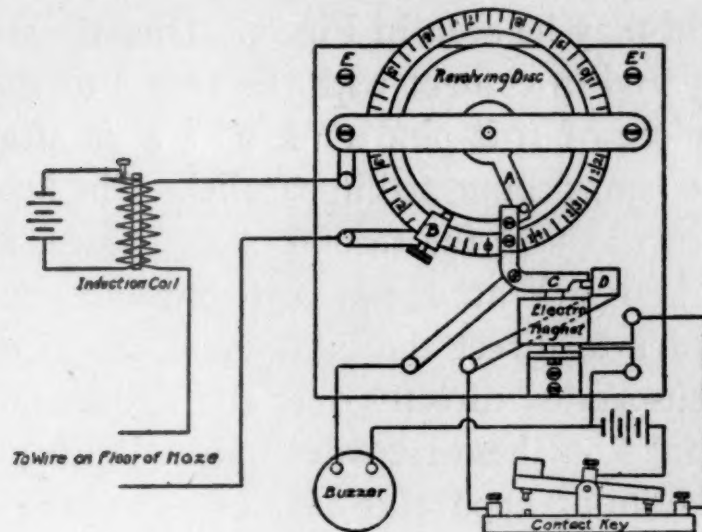 E
E'
Revolving Disc
A
B
C
D
Electro
Magnet
Induction Coil
To Wire on Floor of Maze
Buzzer
Contact Key